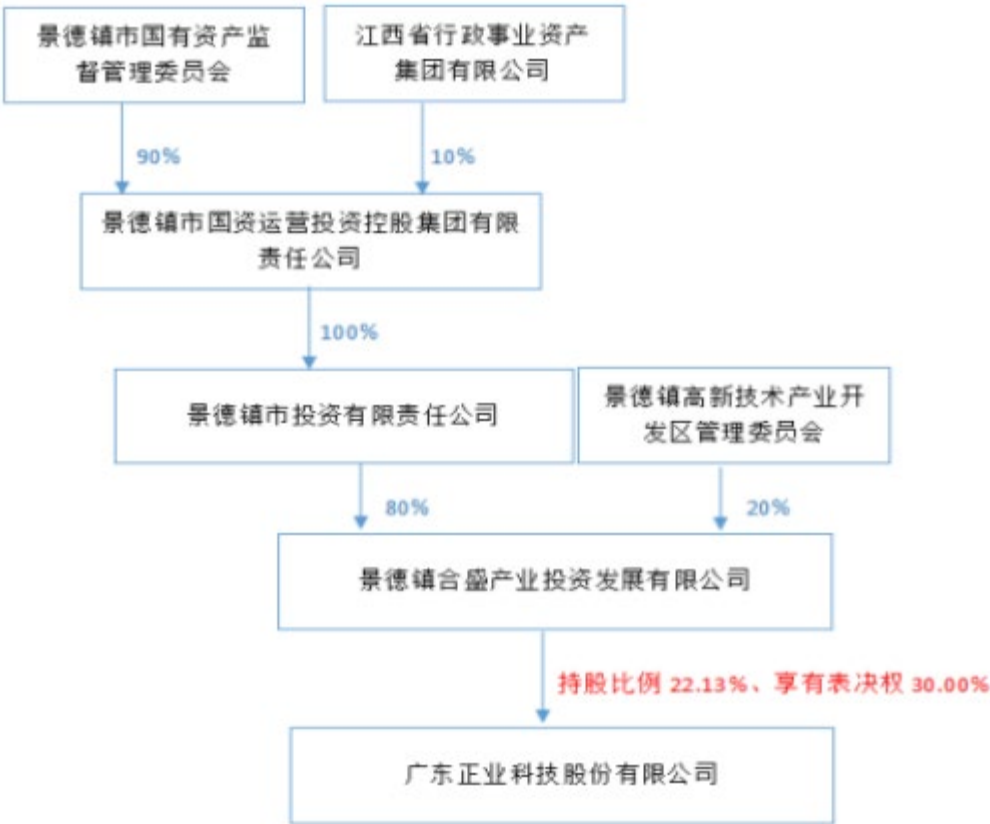 景德镇市国有资产监
督管理委员会
江西省行政事业资产
集团有限公司
90%
10%
景德镇市国资运营投资控股集团有限
责任公司
100%
景德镇市投资有限责任公司
景德镇高新技术产业开
发区管理委员会
80%
20%
景德镇合盛产业投资发展有限公司
持股比例 22.13%、享有表决权 30.00%
广东正业科技股份有限公司